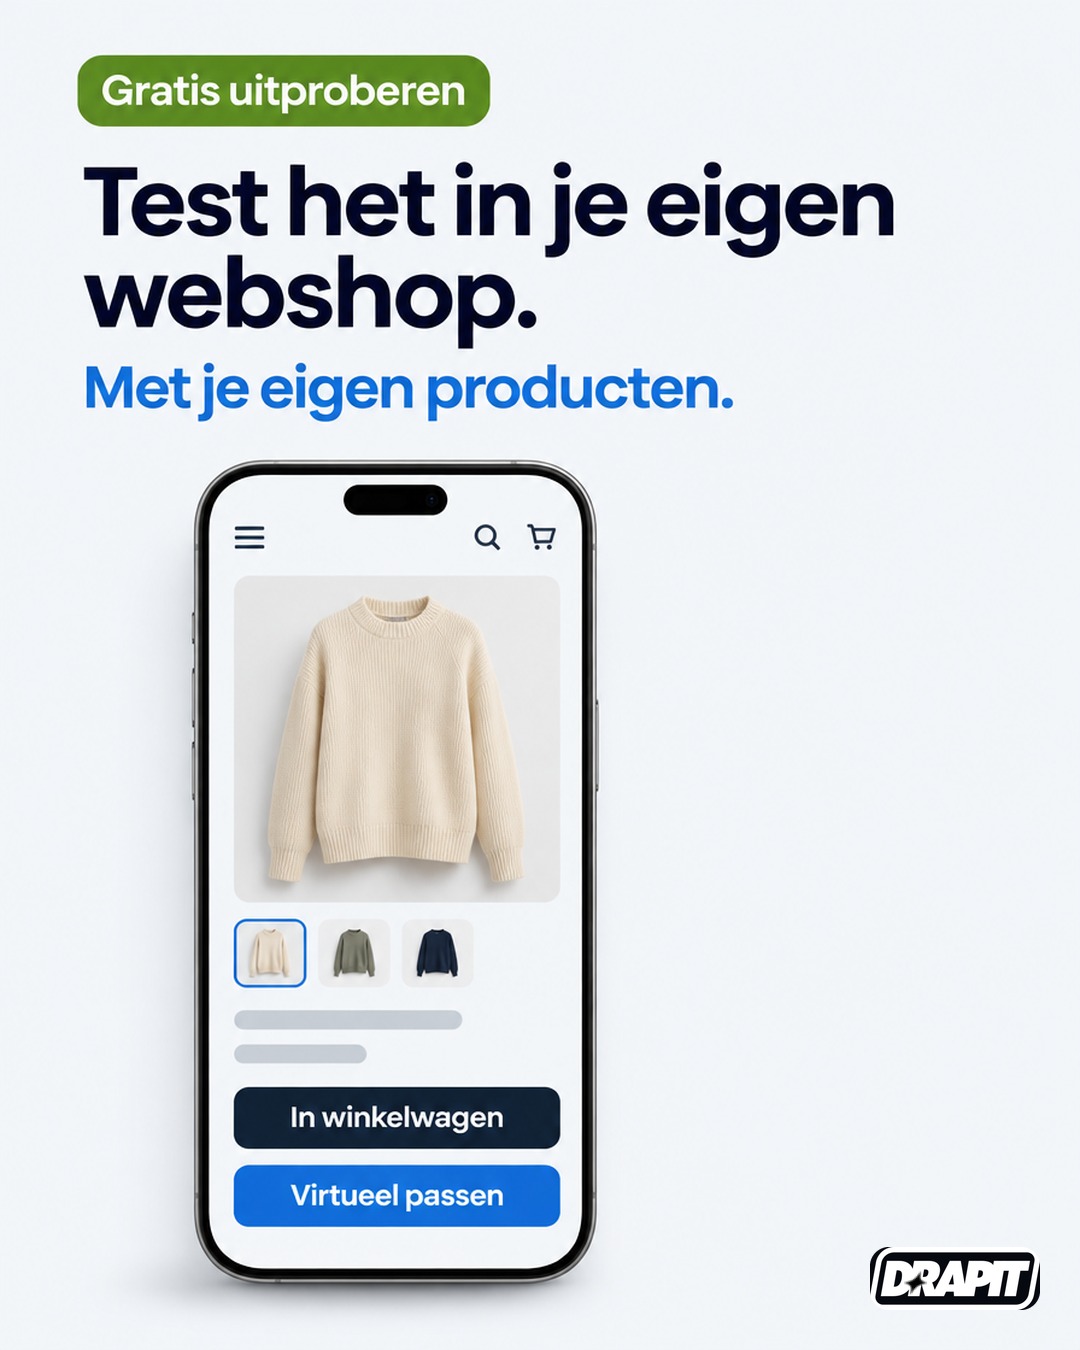 Gratis uitproberen
Test het in je eigen
webshop.
Met je eigen producten.
In winkelwagen
Virtueel passen
DRAPIT